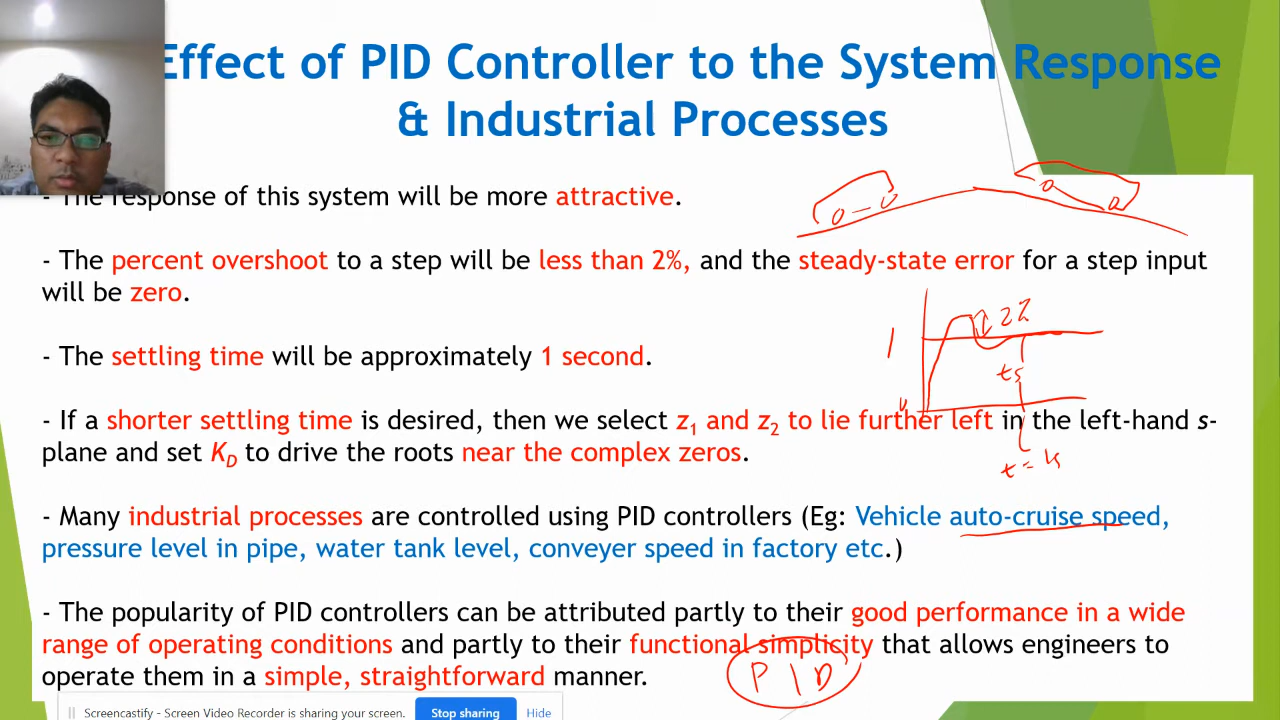 Effect of PID Controller to the System Response
& Industrial Processes
- The response of this system will be more attractive.
- The percent overshoot to a step will be less than 2%, and the steady-state error for a step input
will be zero.
2%
1
- The settling time will be approximately 1 second.
ts
- If a shorter settling time is desired, then we select z1 and z2 to lie further left in the left-hand s-
plane and set KD to drive the roots near the complex zeros.
- Many industrial processes are controlled using PID controllers (Eg: Vehicle auto-cruise speed,
pressure level in pipe, water tank level, conveyer speed in factory etc.)
- The popularity of PID controllers can be attributed partly to their good performance in a wide
range of operating conditions and partly to their functional simplicity that allows engineers to
operate them in a simple, straightforward manner.
P I D
Screencastify - Screen Video Recorder is sharing your screen. Stop sharing Hide